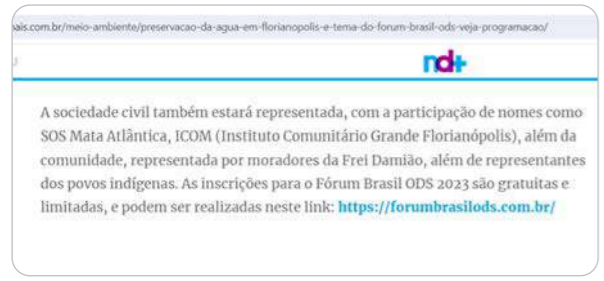 ais.com.br/meio-ambiente/preservacao-da-agua-em-florianopolis-e-tema-do-forum-brasil-ods-veja-programacao/
nd+
A sociedade civil também estará representada, com a participação de nomes como
SOS Mata Atlântica, ICOM (Instituto Comunitário Grande Florianópolis), além da
comunidade, representada por moradores da Frei Damião, além de representantes
dos povos indígenas. As inscrições para o Fórum Brasil ODS 2023 são gratuitas e
limitadas, e podem ser realizadas neste link: https://forumbrasilods.com.br/